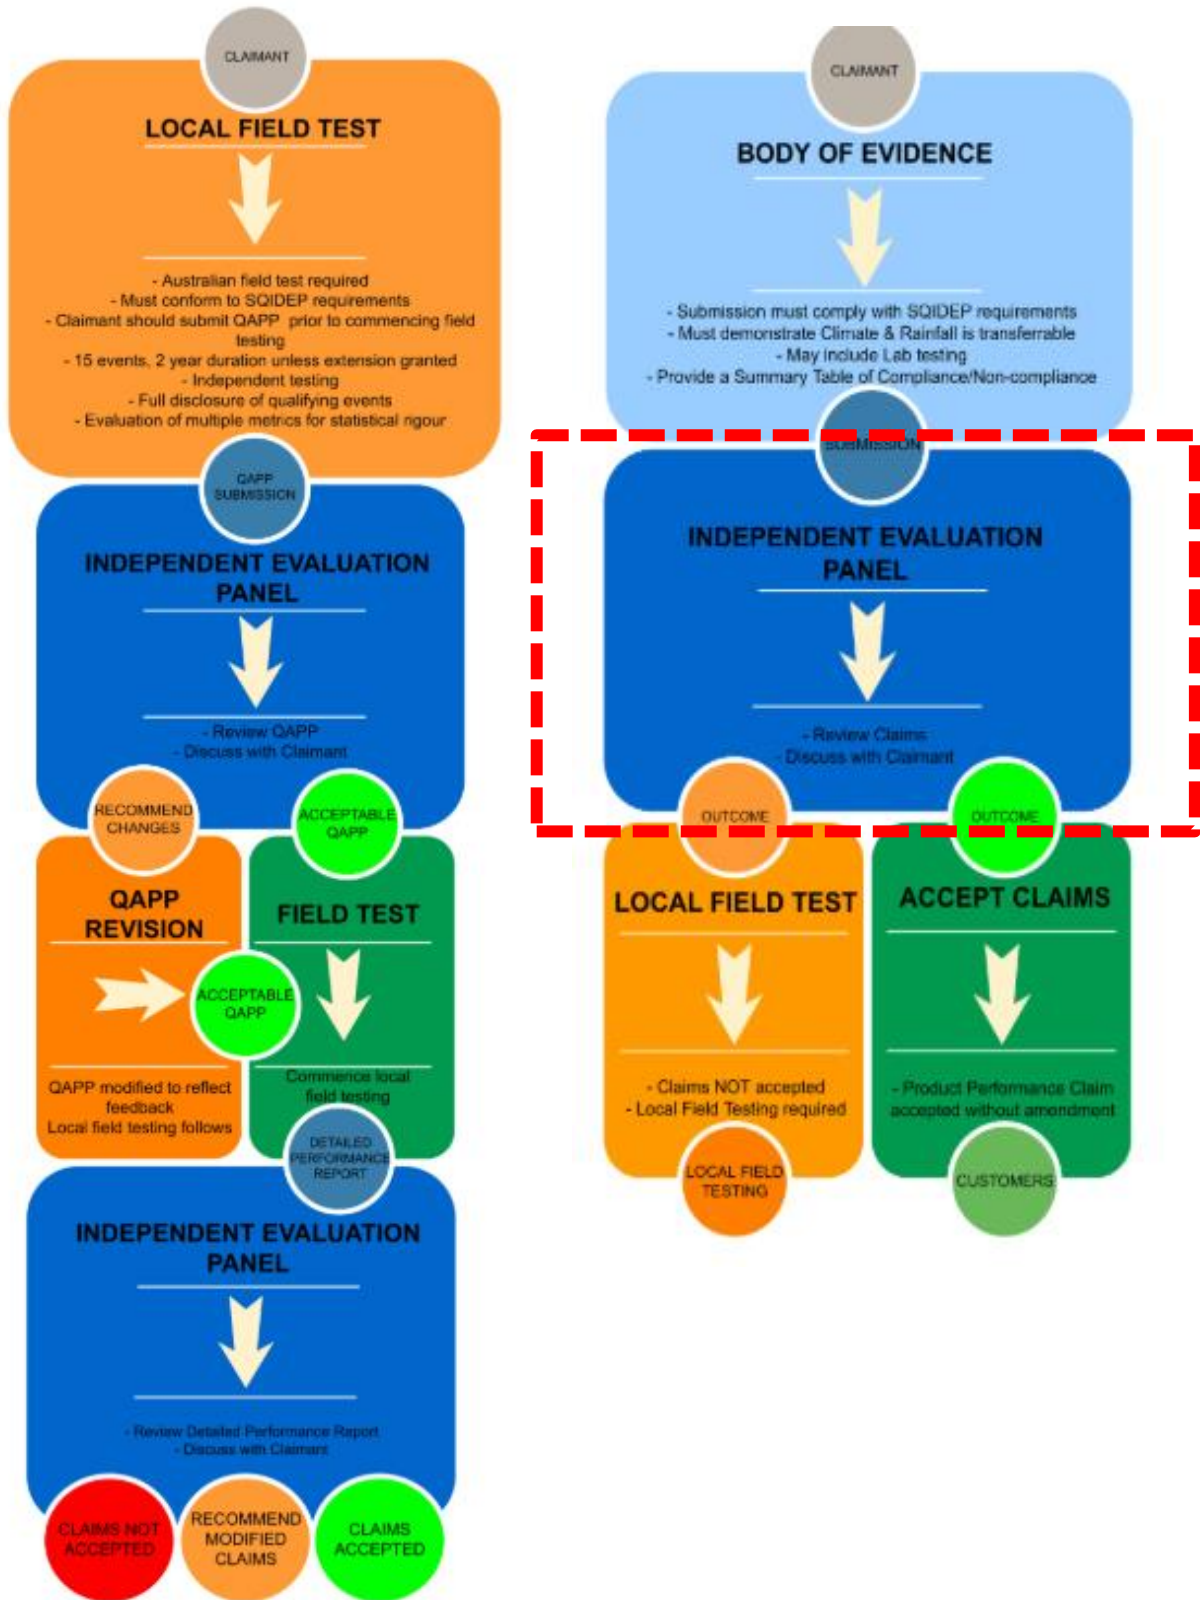 CLAIMANT
LOCAL FIELD TEST
- Australian field test required
- Must conform to SQIDEP requirements
- Claimant should submit QAPP prior to commencing field
testing
- 15 events, 2 year duration unless extension granted
- Independent testing
- Full disclosure of qualifying events
- Evaluation of multiple metrics for statistical rigour
QAPP
SUBMISSION
INDEPENDENT EVALUATION
PANEL
- Review QAPP
- Discuss with Claimant
RECOMMEND
CHANGES
ACCEPTABLE
QAPP
QAPP
REVISION
QAPP modified to reflect
feedback
Local field testing follows
ACCEPTABLE
QAPP
FIELD TEST
Commence local
field testing
DETAILED
PERFORMANCE
REPORT
INDEPENDENT EVALUATION
PANEL
- Review Detailed Performance Report
- Discuss with Claimant
CLAIMS NOT
ACCEPTED
RECOMMEND
MODIFIED
CLAIMS
CLAIMS
ACCEPTED
CLAIMANT
BODY OF EVIDENCE
- Submission must comply with SQIDEP requirements
- Must demonstrate Climate & Rainfall is transferrable
- May include Lab testing
- Provide a Summary Table of Compliance/Non-compliance
SUBMISSION
INDEPENDENT EVALUATION
PANEL
- Review Claims
Discuss with Claimant
OUTCOME
OUTCOME
LOCAL FIELD TEST
- Claims NOT accepted
- Local Field Testing required
LOCAL FIELD
TESTING
ACCEPT CLAIMS
- Product Performance Claim
accepted without amendment
CUSTOMERS